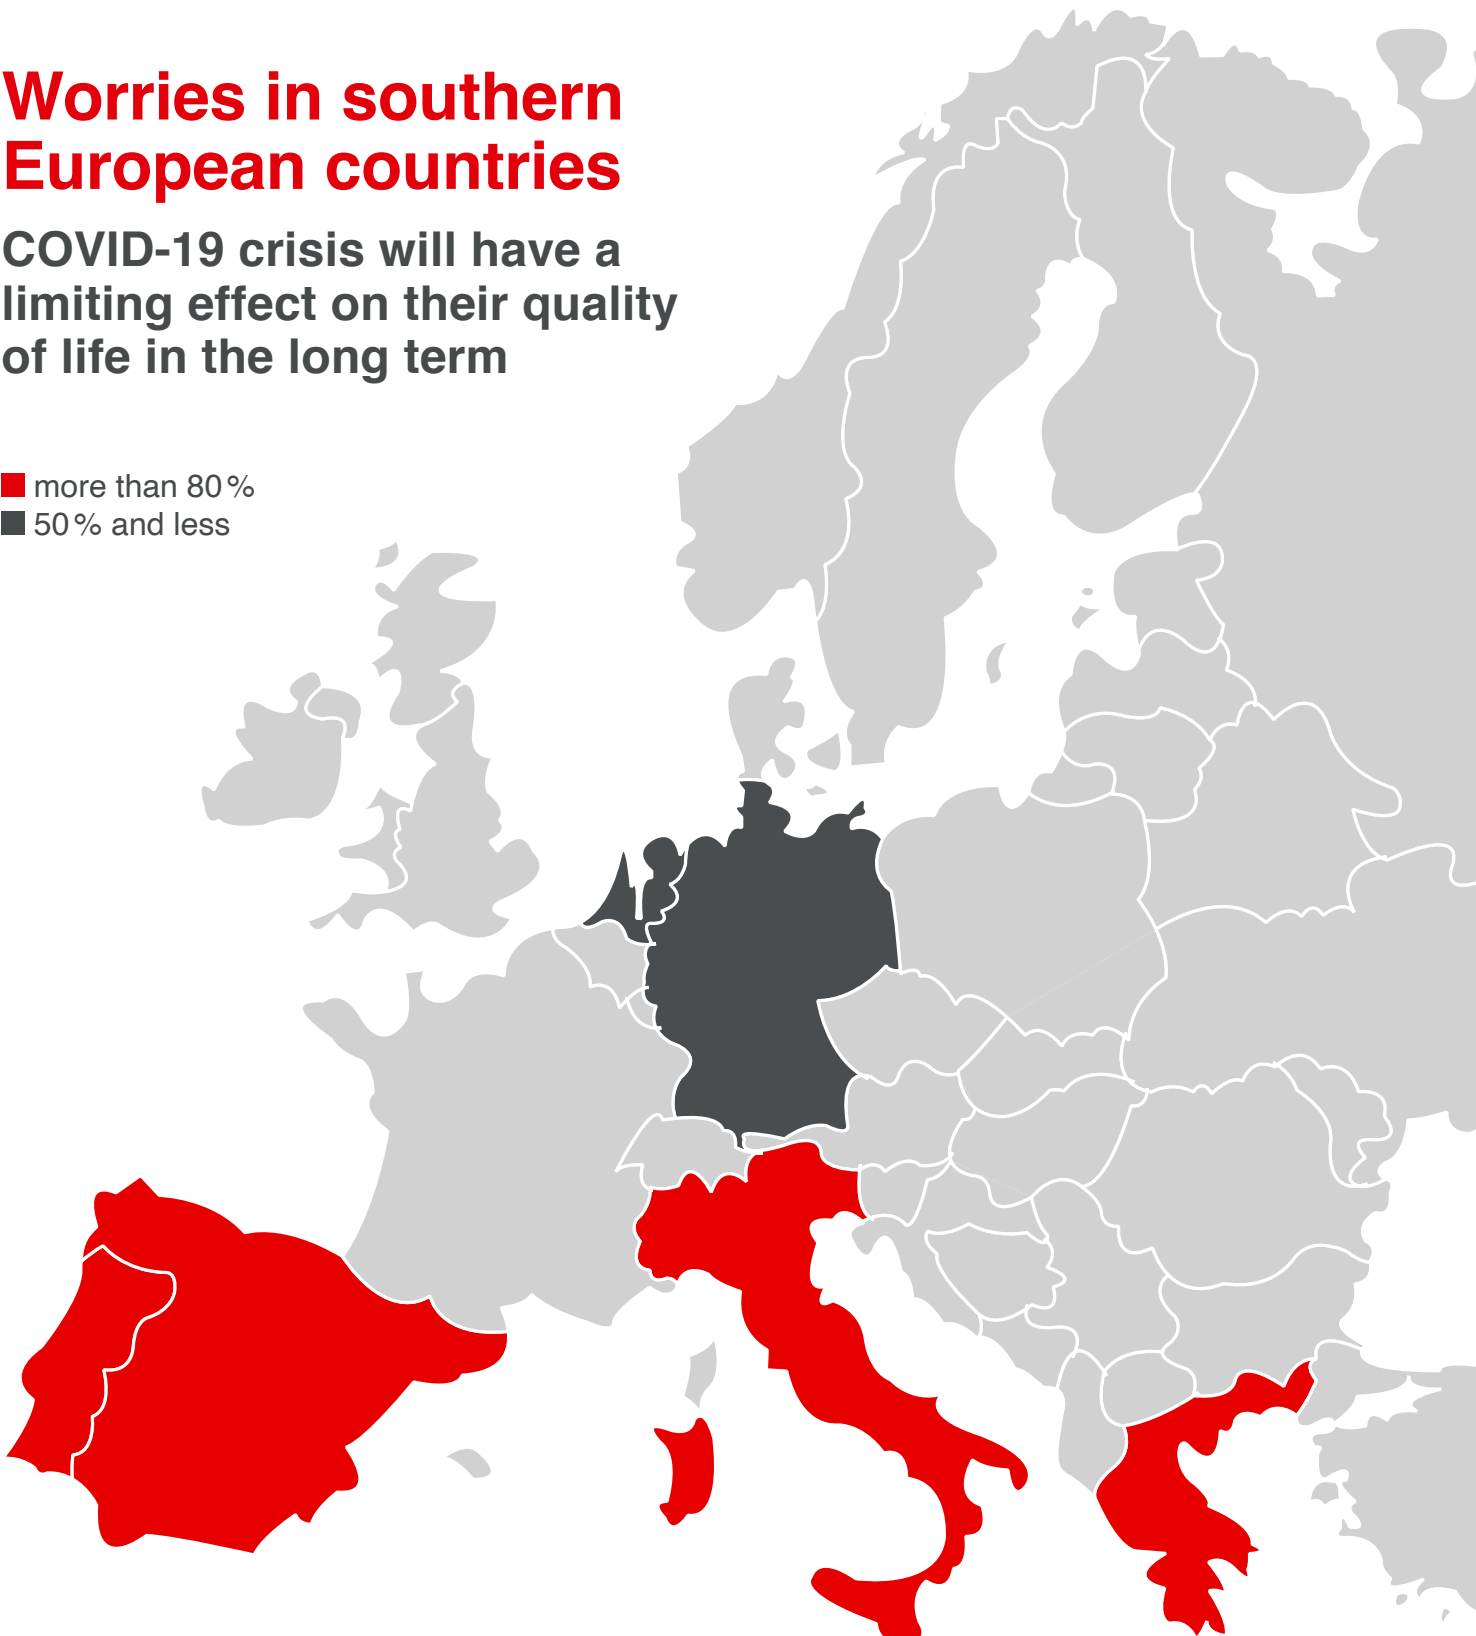 Worries in southern
European countries
COVID-19 crisis will have a
limiting effect on their quality
of life in the long term
more than 80 %
50 % and less